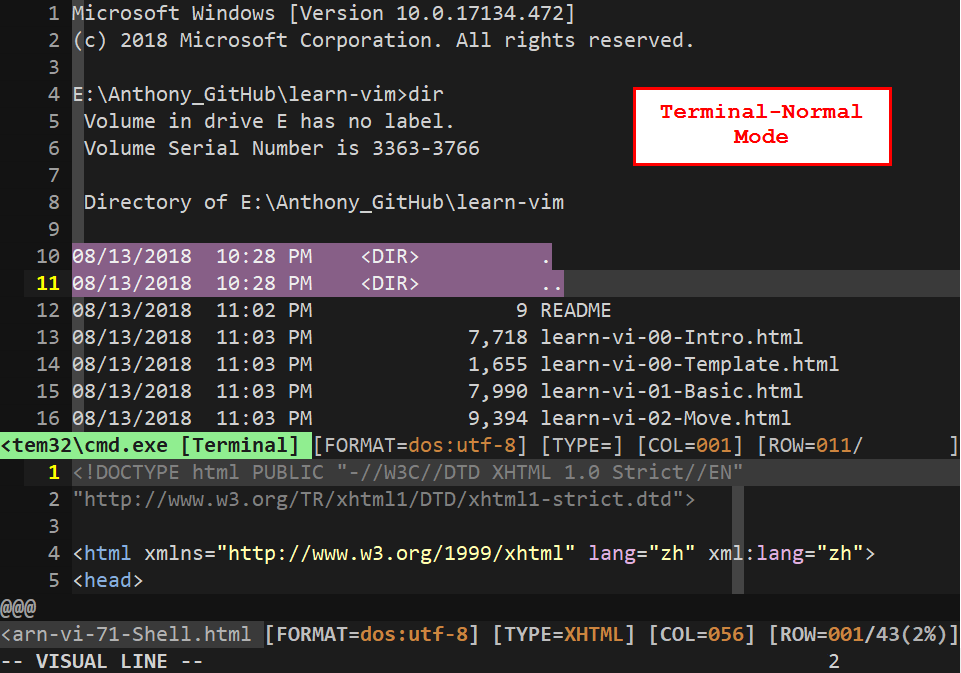 1 Microsoft Windows [Version 10.0.17134.472]
2 (c) 2018 Microsoft Corporation. All rights reserved.
3
4 E:\Anthony_GitHub\learn-vim>dir
5  Volume in drive E has no label.
6  Volume Serial Number is 3363-3766
7
8  Directory of E:\Anthony_GitHub\learn-vim
9
Terminal-Normal
Mode
10 08/13/2018  10:28 PM    <DIR>          .
11 08/13/2018  10:28 PM    <DIR>          ..
12 08/13/2018  11:02 PM                 9 README
13 08/13/2018  11:03 PM             7,718 learn-vi-00-Intro.html
14 08/13/2018  11:03 PM             1,655 learn-vi-00-Template.html
15 08/13/2018  11:03 PM             7,990 learn-vi-01-Basic.html
16 08/13/2018  11:03 PM             9,394 learn-vi-02-Move.html
<tem32\cmd.exe [Terminal] [FORMAT=dos:utf-8] [TYPE=] [COL=001] [ROW=011/       ]
1 <!DOCTYPE html PUBLIC "-//W3C//DTD XHTML 1.0 Strict//EN"
2 "http://www.w3.org/TR/xhtml1/DTD/xhtml1-strict.dtd">
3
4 <html xmlns="http://www.w3.org/1999/xhtml" lang="zh" xml:lang="zh">
5 <head>
@@@
<arn-vi-71-Shell.html [FORMAT=dos:utf-8] [TYPE=XHTML] [COL=056] [ROW=001/43(2%)]
-- VISUAL LINE -- 2